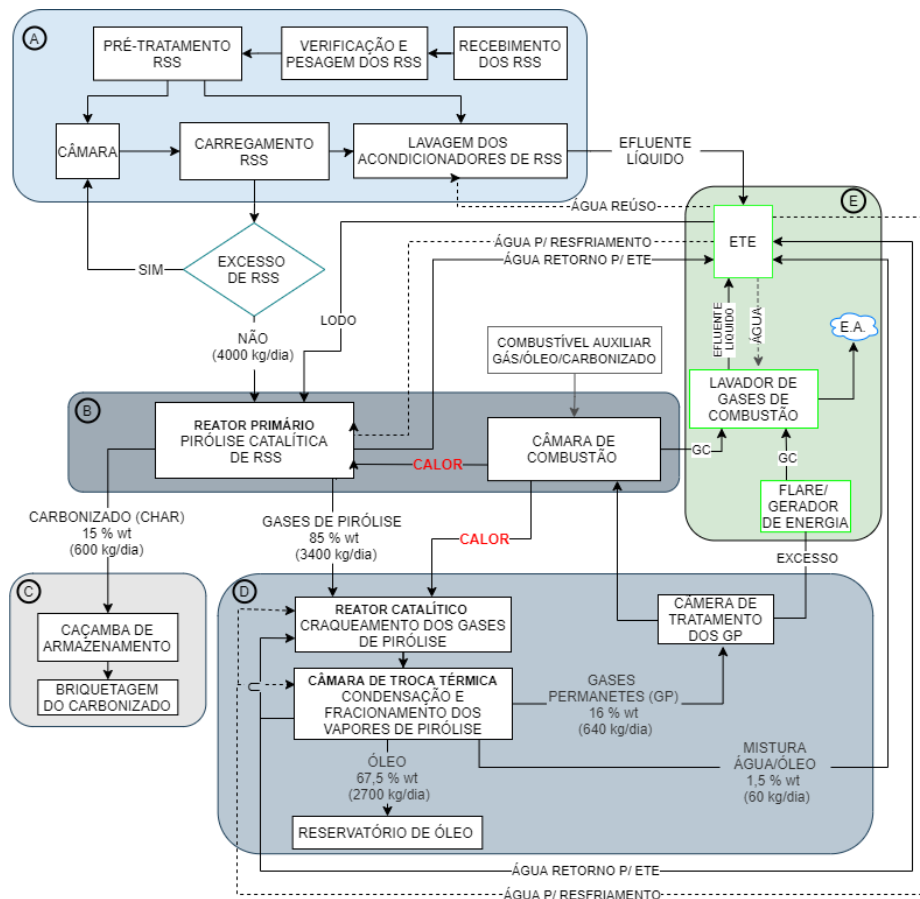 A
PRÉ-TRATAMENTO
RSS
VERIFICAÇÃO E
PESAGEM DOS RSS
RECEBIMENTO
DOS RSS
CÂMARA
CARREGAMENTO
RSS
LAVAGEM DOS
ACONDICIONADORES DE RSS
EFLUENTE
LÍQUIDO
E
ÁGUA REÚSO
ETE
SIM
EXCESSO
DE RSS
ÁGUA P/ RESFRIAMENTO
ÁGUA RETORNO P/ ETE
NÃO
(4000 kg/dia)
LODO
COMBUSTÍVEL AUXILIAR
GÁS/ÓLEO/CARBONIZADO
EFLUENTE
LÍQUIDO
ÁGUA
E.A.
B
REATOR PRIMÁRIO
PIRÓLISE CATALÍTICA
DE RSS
CALOR
CÂMARA DE
COMBUSTÃO
GC
LAVADOR DE
GASES DE
COMBUSTÃO
GC
FLARE/
GERADOR
DE ENERGIA
CARBONIZADO (CHAR)
15 % wt
(600 kg/dia)
GASES DE PIRÓLISE
85 % wt
(3400 kg/dia)
CALOR
EXCESSO
C
CAÇAMBA DE
ARMAZENAMENTO
BRIQUETAGEM
DO CARBONIZADO
D
REATOR CATALÍTICO
CRAQUEAMENTO DOS GASES
DE PIRÓLISE
CÂMERA DE
TRATAMENTO
DOS GP
CÂMARA DE TROCA TÉRMICA
CONDENSAÇÃO E
FRACIONAMENTO DOS
VAPORES DE PIRÓLISE
GASES
PERMANETES (GP)
16 % wt
(640 kg/dia)
ÓLEO
67,5 % wt
(2700 kg/dia)
MISTURA
ÁGUA/ÓLEO
1,5 % wt
(60 kg/dia)
RESERVATÓRIO DE ÓLEO
ÁGUA RETORNO P/ ETE
ÁGUA P/ RESFRIAMENTO